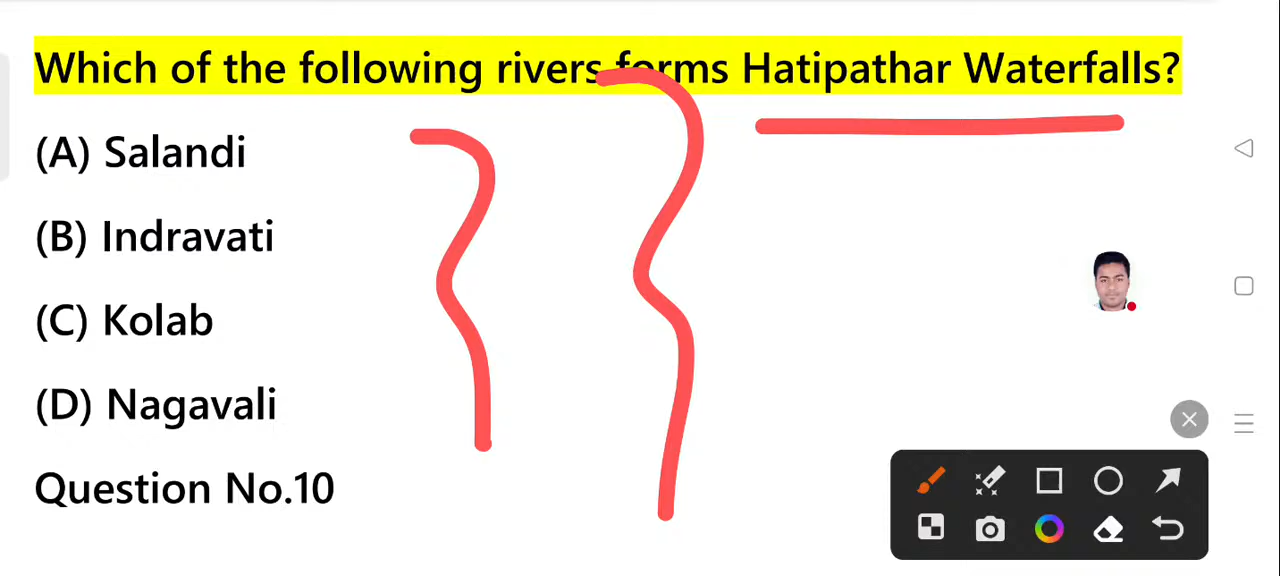 Which of the following rivers forms Hatipathar Waterfalls?
(A) Salandi
(B) Indravati
(C) Kolab
(D) Nagavali
Question No.10